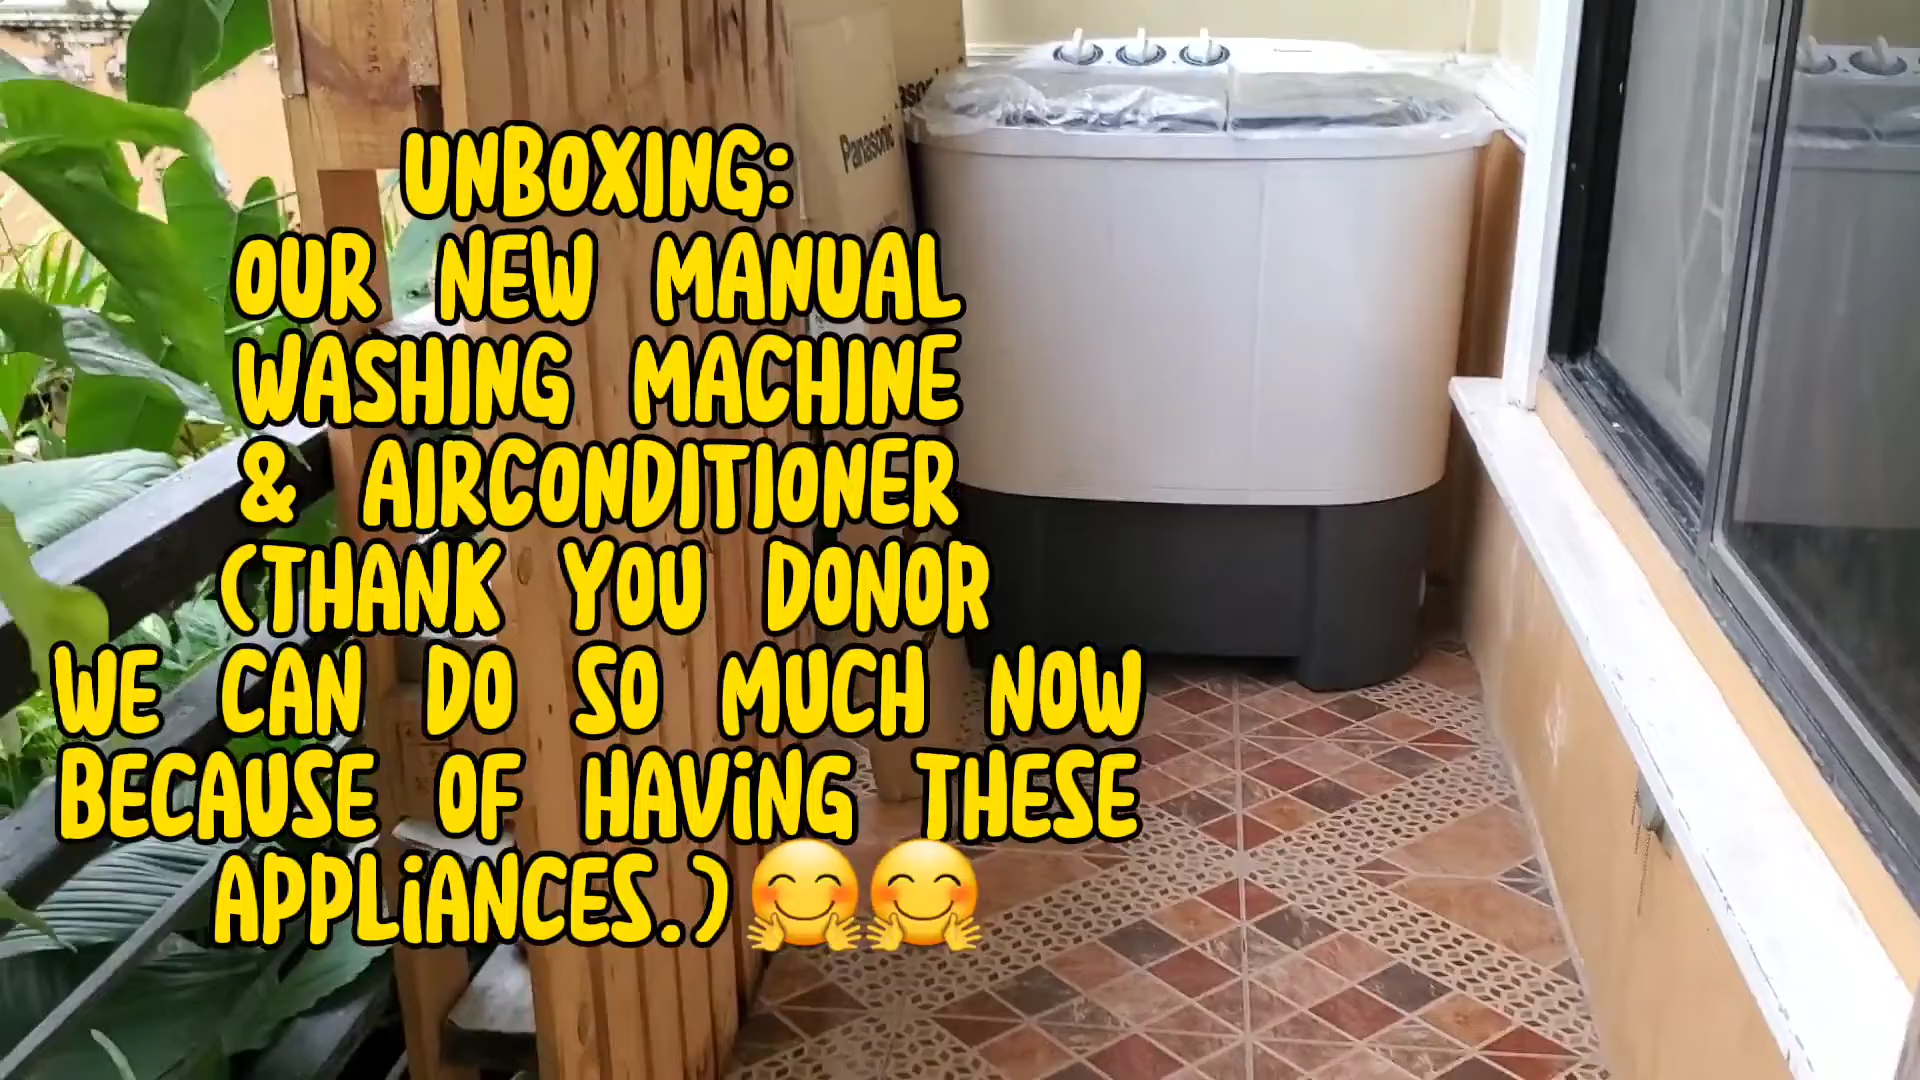 UNBOXING:
OUR NEW MANUAL
WASHING MACHINE
& AIRCONDITIONER
(THANK YOU DONOR
WE CAN DO SO MUCH NOW
BECAUSE OF HAVING THESE
APPLIANCES.) 🤗🤗
Panasonic